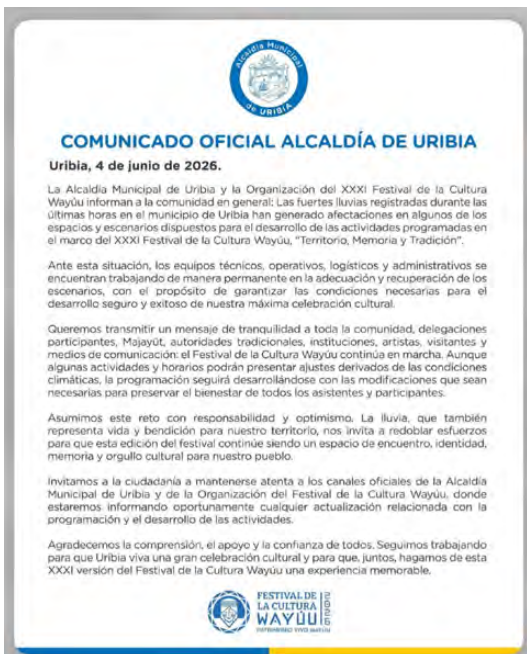 Alcaldía Municipal
de URIBIA
COMUNICADO OFICIAL ALCALDÍA DE URIBIA
Uribia, 4 de junio de 2026.
La Alcaldía Municipal de Uribia y la Organización del XXXI Festival de la Cultura
Wayúu informan a la comunidad en general: Las fuertes lluvias registradas durante las
últimas horas en el municipio de Uribia han generado afectaciones en algunos de los
espacios y escenarios dispuestos para el desarrollo de las actividades programadas en
el marco del XXXI Festival de la Cultura Wayúu, "Territorio, Memoria y Tradición".
Ante esta situación, los equipos técnicos, operativos, logísticos y administrativos se
encuentran trabajando de manera permanente en la adecuación y recuperación de los
escenarios, con el propósito de garantizar las condiciones necesarias para el
desarrollo seguro y exitoso de nuestra máxima celebración cultural.
Queremos transmitir un mensaje de tranquilidad a toda la comunidad, delegaciones
participantes, Majayüt, autoridades tradicionales, instituciones, artistas, visitantes y
medios de comunicación: el Festival de la Cultura Wayúu continúa en marcha. Aunque
algunas actividades y horarios podrán presentar ajustes derivados de las condiciones
climáticas, la programación seguirá desarrollándose con las modificaciones que sean
necesarias para preservar el bienestar de todos los asistentes y participantes.
Asumimos este reto con responsabilidad y optimismo. La lluvia, que también
representa vida y bendición para nuestro territorio, nos invita a redoblar esfuerzos
para que esta edición del festival continúe siendo un espacio de encuentro, identidad,
memoria y orgullo cultural para nuestro pueblo.
Invitamos a la ciudadanía a mantenerse atenta a los canales oficiales de la Alcaldía
Municipal de Uribia y de la Organización del Festival de la Cultura Wayúu, donde
estaremos informando oportunamente cualquier actualización relacionada con la
programación y el desarrollo de las actividades.
Agradecemos la comprensión, el apoyo y la confianza de todos. Seguimos trabajando
para que Uribia viva una gran celebración cultural y para que, juntos, hagamos de esta
XXXI versión del Festival de la Cultura Wayúu una experiencia memorable.
FESTIVAL DE
LA CULTURA
WAYÚU
2026